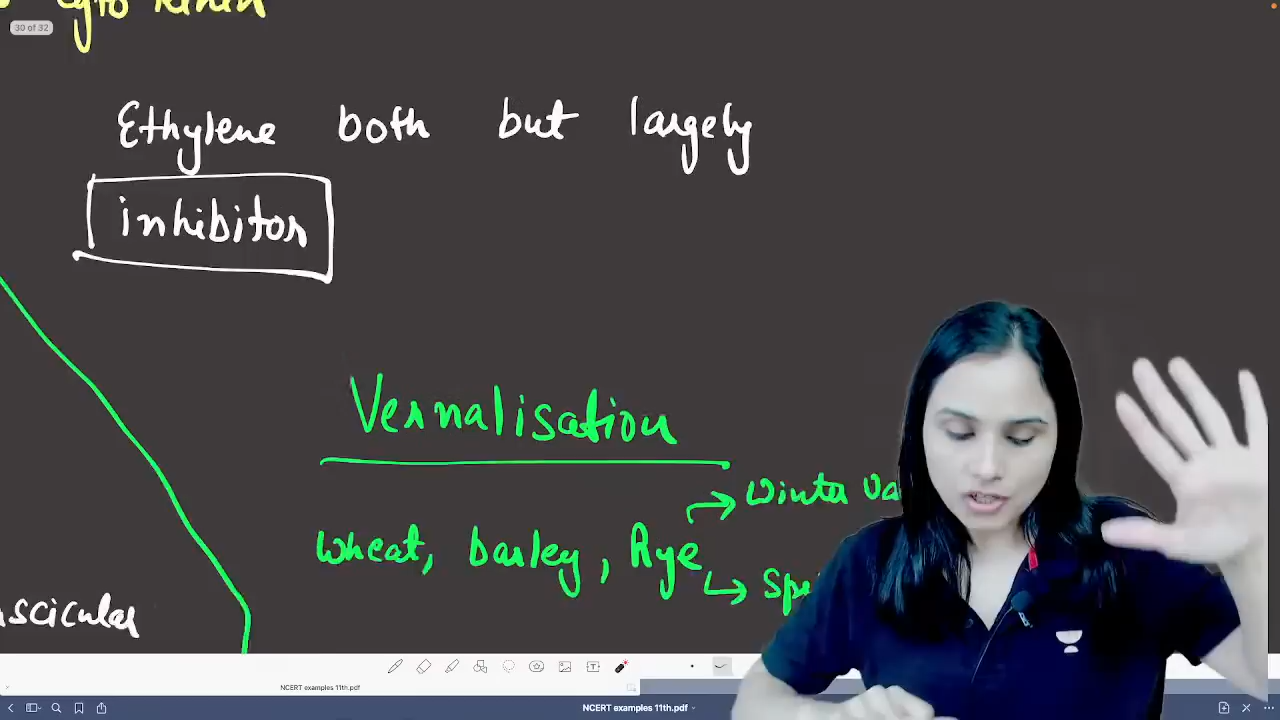 30 of 32
Ethylene both but largely
inhibitor
Vernalisation
Winter
wheat, barley, Rye
NCERT examples 11th.pdf
NCERT examples 11th.pdf